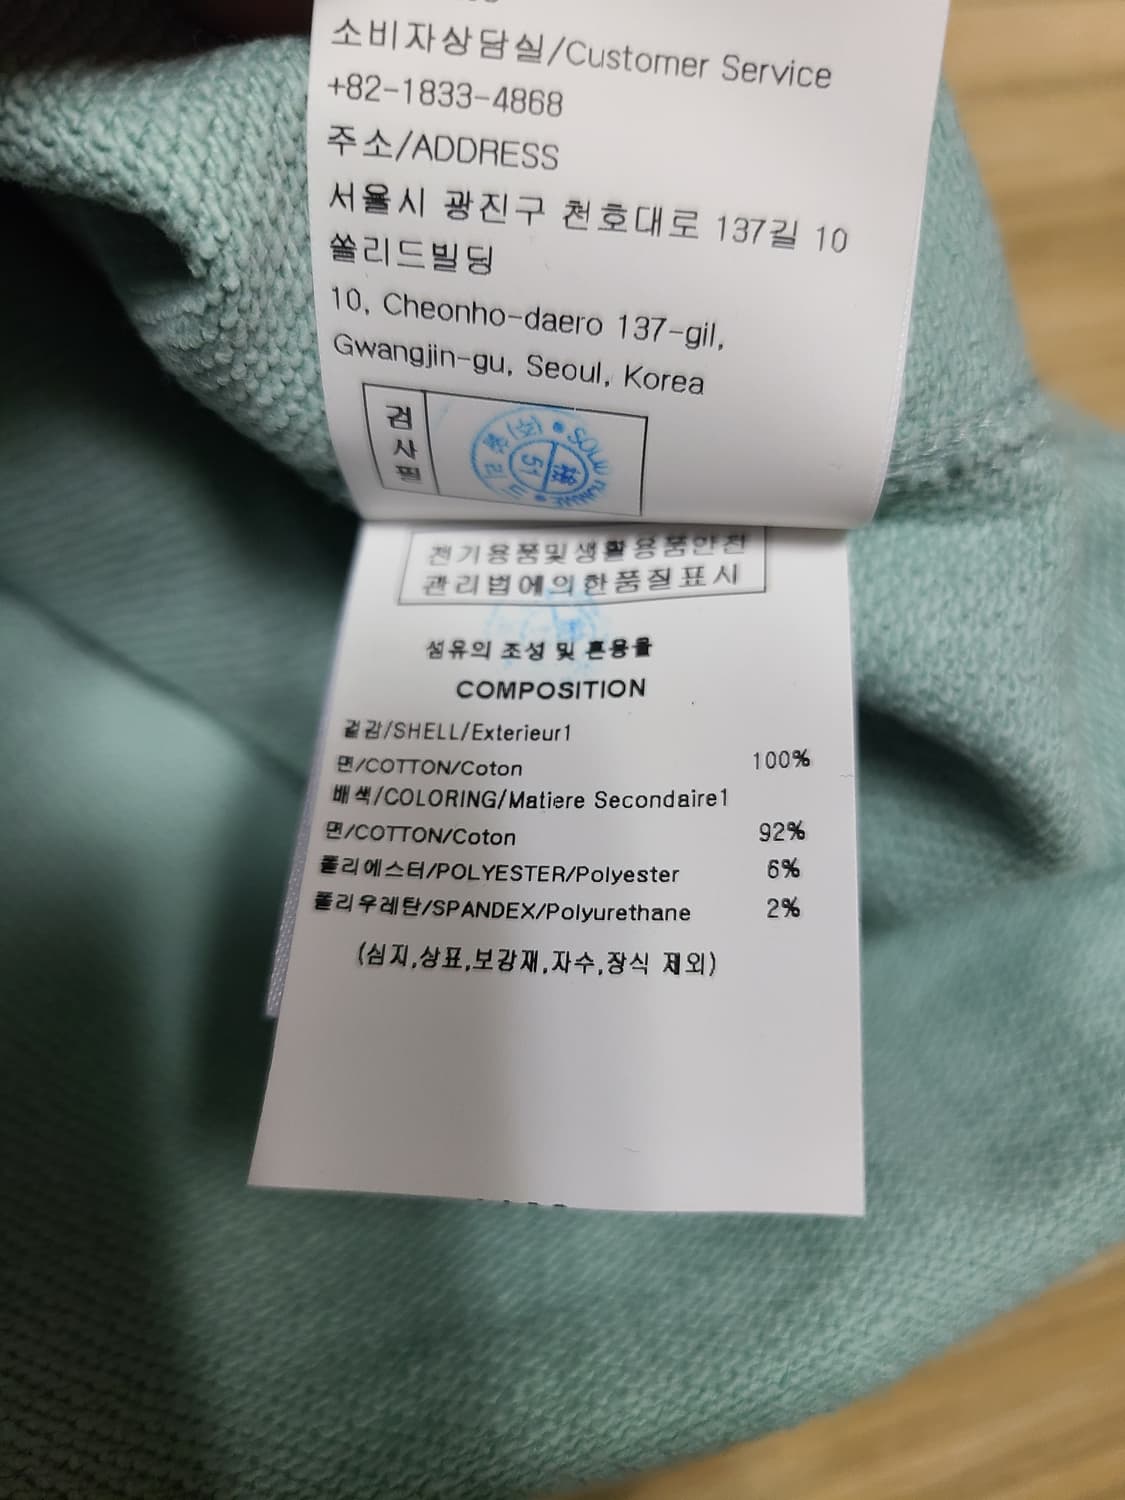 소비자상담실/Customer Service
+82-1833-4868
주소/ADDRESS
서울시 광진구 천호대로 137길 10
쏠리드빌딩
10, Cheonho-daero 137-gil,
Gwangjin-gu, Seoul, Korea
검사필
51
전기용품및생활용품안전
관리법에의한품질표시
섬유의 조성 및 혼용율
COMPOSITION
겉감/SHELL/Exterieur1
면/COTTON/Coton 100%
배색/COLORING/Matiere Secondaire1
면/COTTON/Coton 92%
폴리에스터/POLYESTER/Polyester 6%
폴리우레탄/SPANDEX/Polyurethane 2%
(심지,상표,보강재,자수,장식 제외)